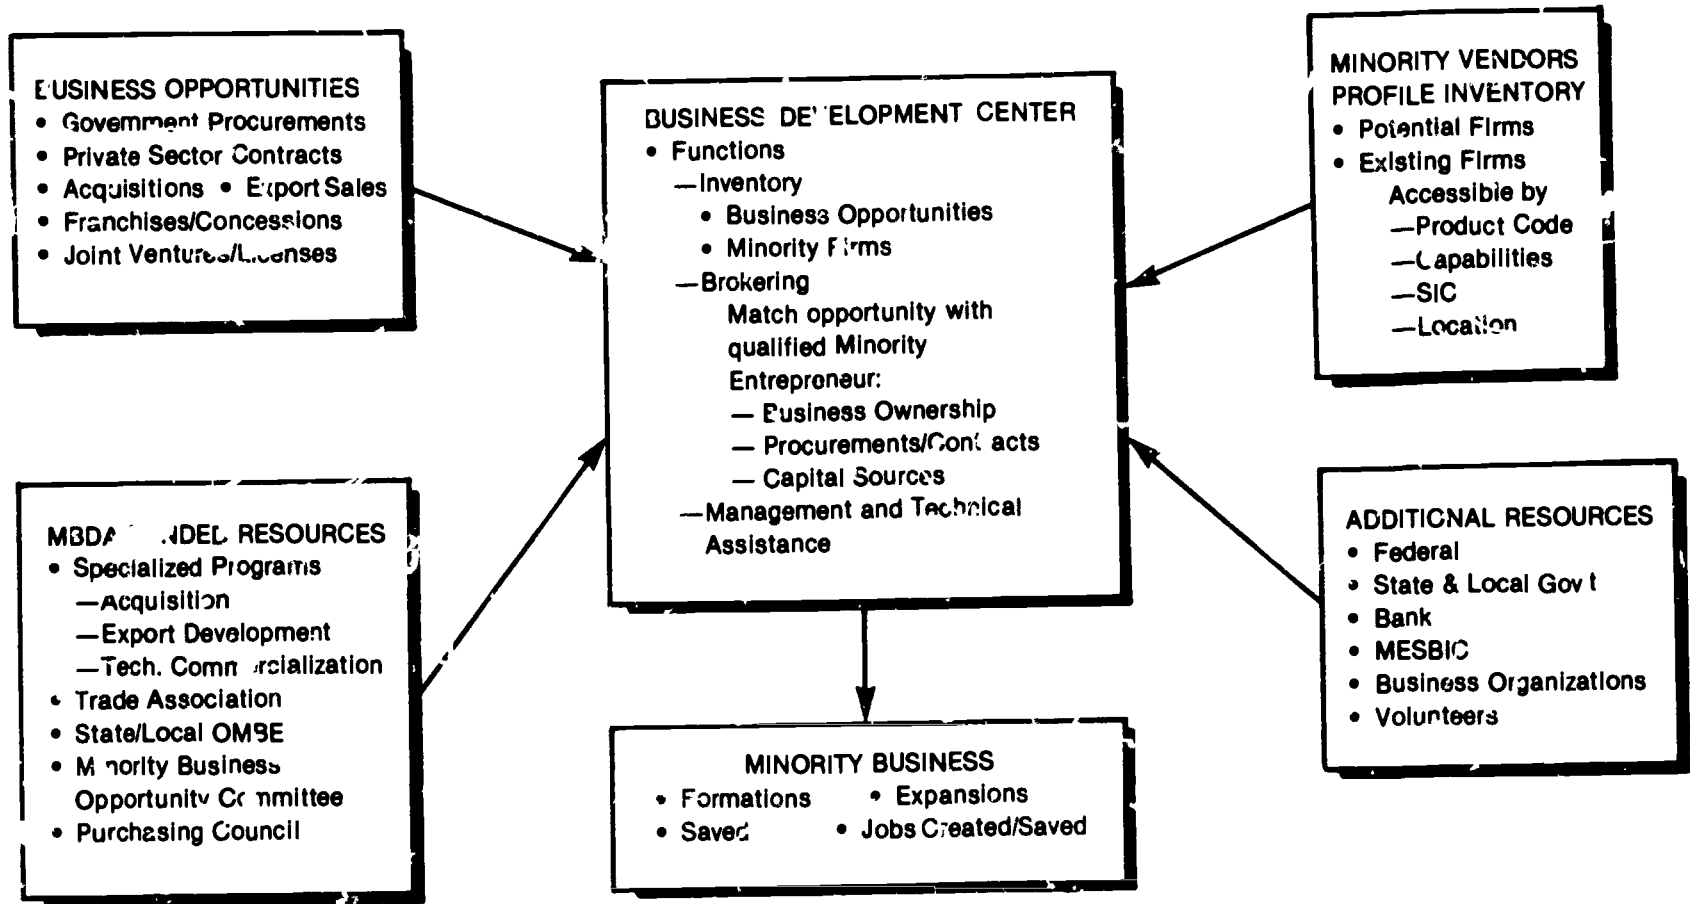 BUSINESS OPPORTUNITIES
• Government Procurements
• Private Sector Contracts
• Acquisitions • Export Sales
• Franchises/Concessions
• Joint Ventures/Licenses
BUSINESS DEVELOPMENT CENTER
• Functions
—Inventory
• Business Opportunities
• Minority Firms
—Brokering
Match opportunity with
qualified Minority
Entrepreneur:
— Business Ownership
— Procurements/Contracts
— Capital Sources
—Management and Technical
Assistance
MINORITY VENDORS
PROFILE INVENTORY
• Potential Firms
• Existing Firms
Accessible by
—Product Code
—Capabilities
—SIC
—Location
MBDA RESOURCES
• Specialized Programs
—Acquisition
—Export Development
—Tech. Commercialization
• Trade Association
• State/Local OMBE
• Minority Business
Opportunity Committee
• Purchasing Council
ADDITIONAL RESOURCES
• Federal
• State & Local Gov't
• Bank
• MESBIC
• Business Organizations
• Volunteers
MINORITY BUSINESS
• Formations • Expansions
• Saved • Jobs Created/Saved